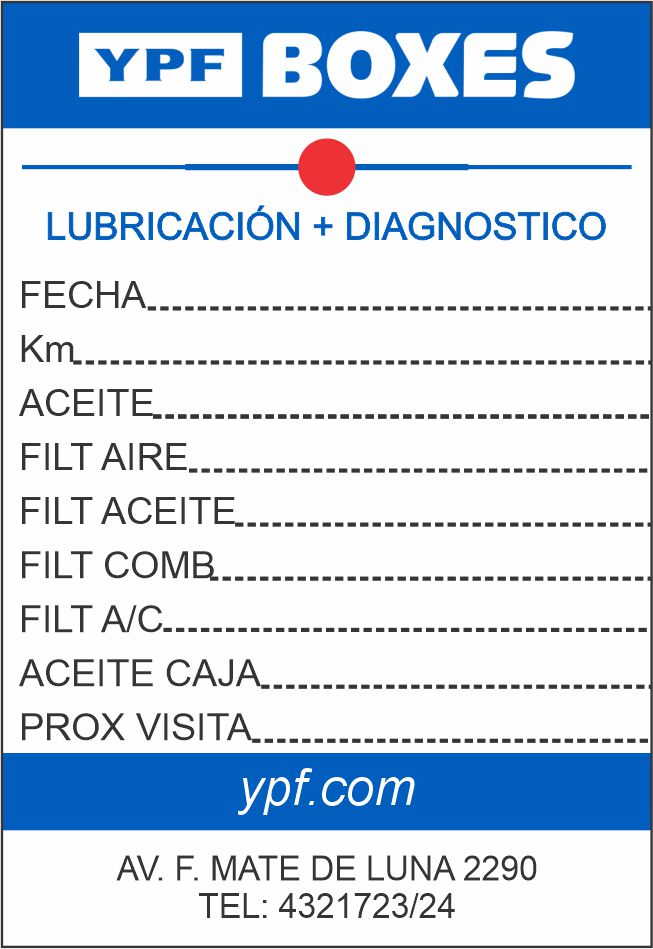 YPF BOXES
LUBRICACIÓN + DIAGNOSTICO
FECHA
Km
ACEITE
FILT AIRE
FILT ACEITE
FILT COMB
FILT A/C
ACEITE CAJA
PROX VISITA
ypf.com
AV. F. MATE DE LUNA 2290
TEL: 4321723/24